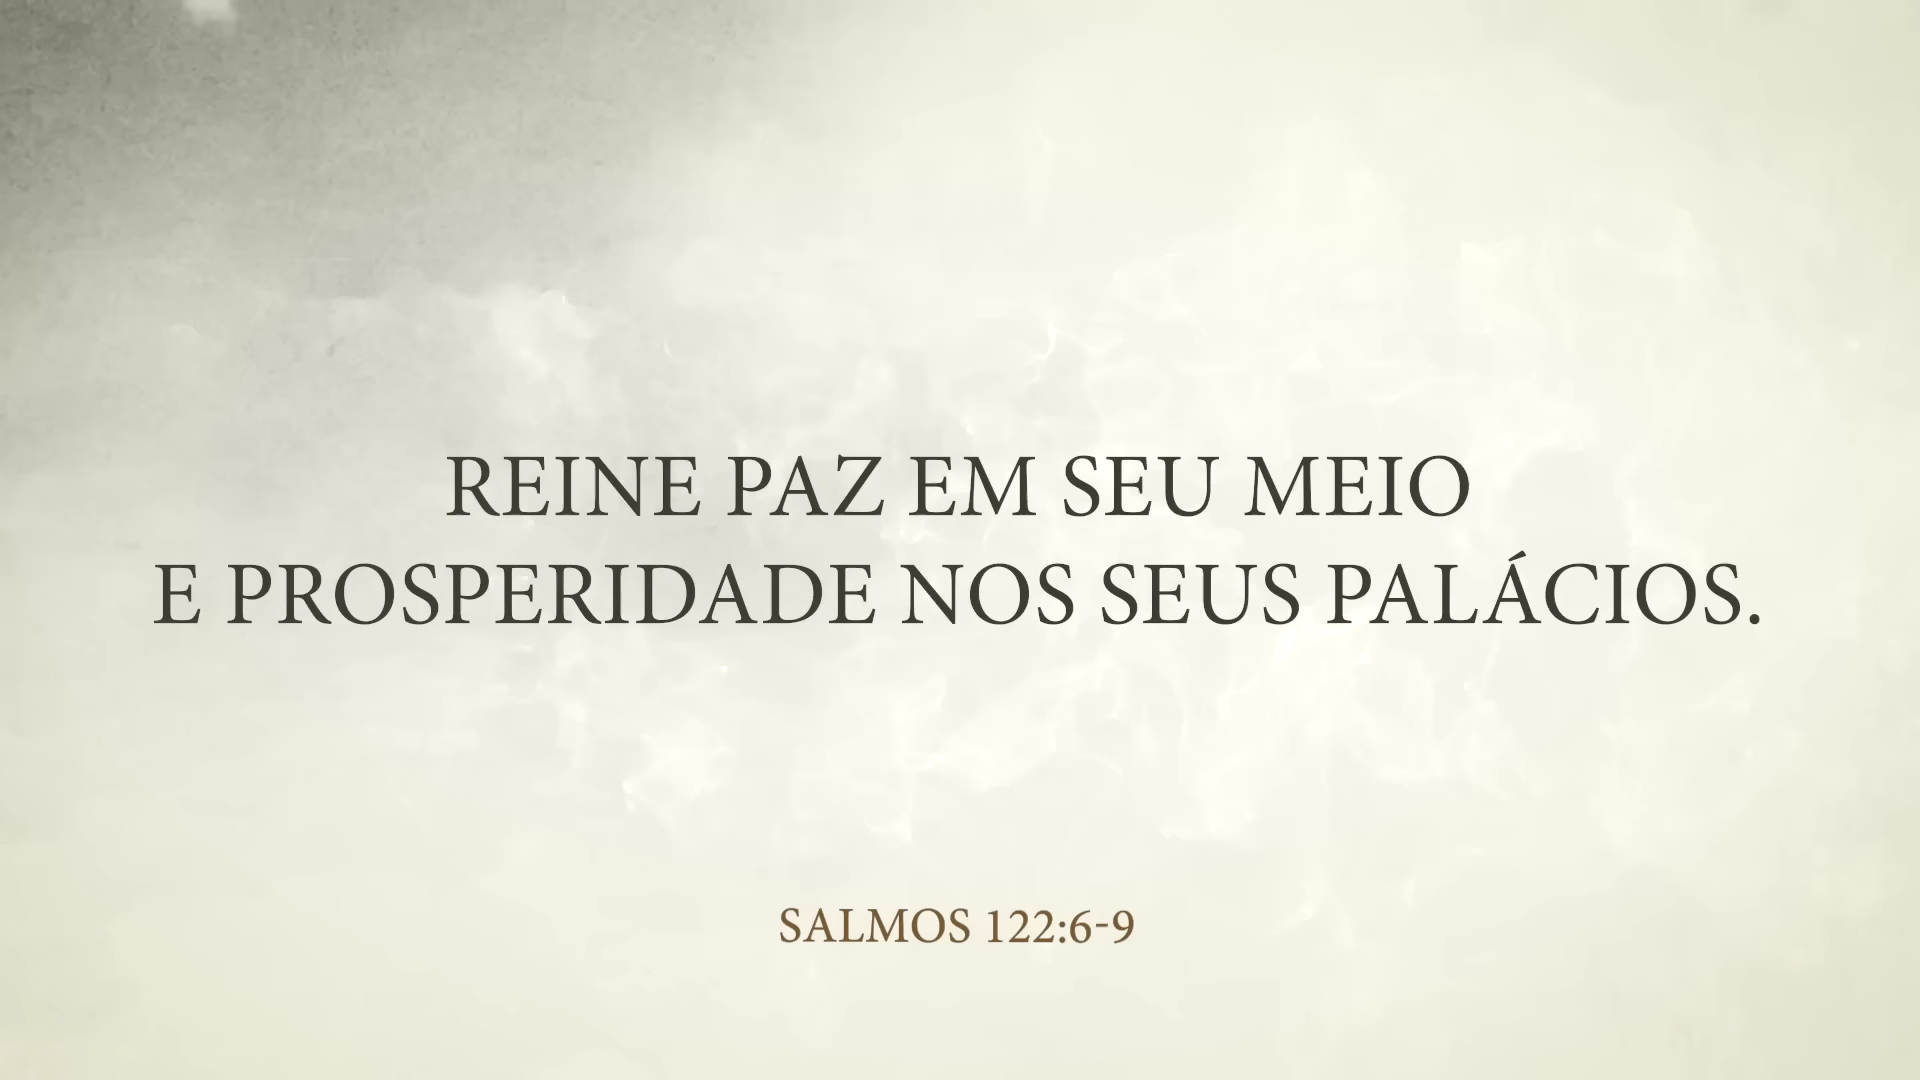 REINE PAZ EM SEU MEIO
E PROSPERIDADE NOS SEUS PALÁCIOS.
SALMOS 122:6-9